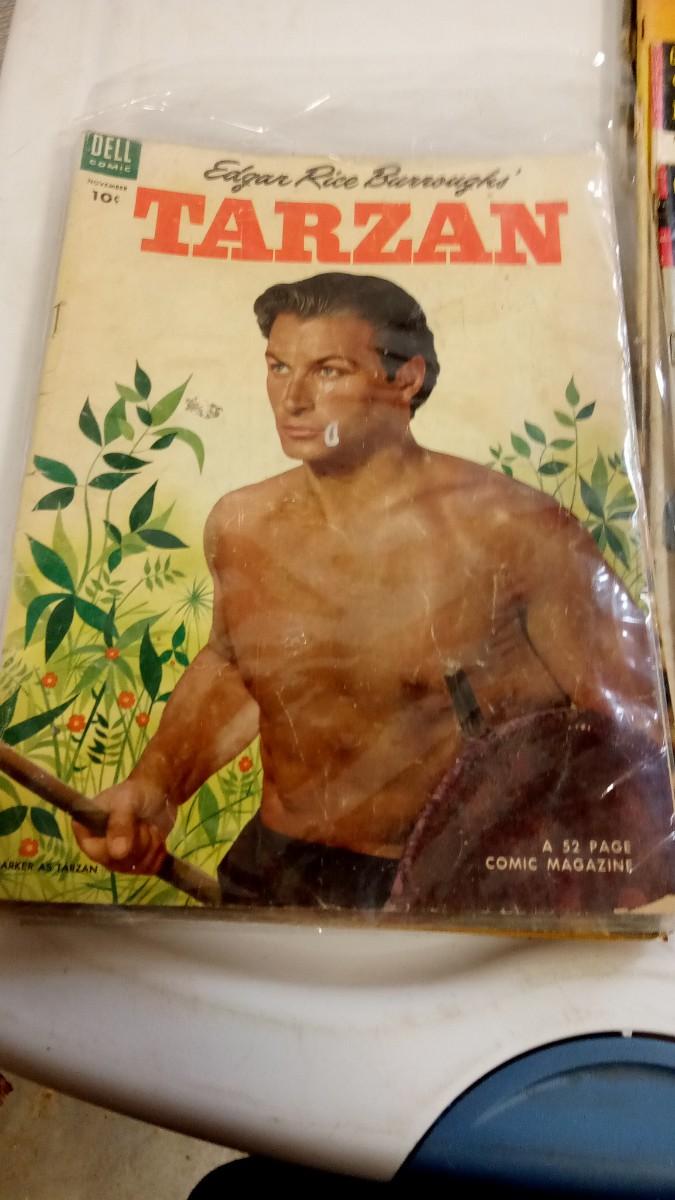 DELL
COMIC
NOVEMBER
10¢
Edgar Rice Burroughs'
TARZAN
ARKER AS TARZAN
A 52 PAGE
COMIC MAGAZINE